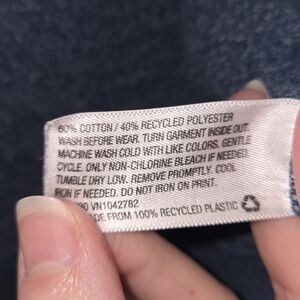 60% COTTON / 40% RECYCLED POLYESTER
WASH BEFORE WEAR. TURN GARMENT INSIDE OUT.
MACHINE WASH COLD WITH LIKE COLORS. GENTLE
CYCLE. ONLY NON-CHLORINE BLEACH IF NEEDED.
TUMBLE DRY LOW. REMOVE PROMPTLY. COOL
IRON IF NEEDED. DO NOT IRON ON PRINT.
VN1042782
FROM 100% RECYCLED PLASTIC